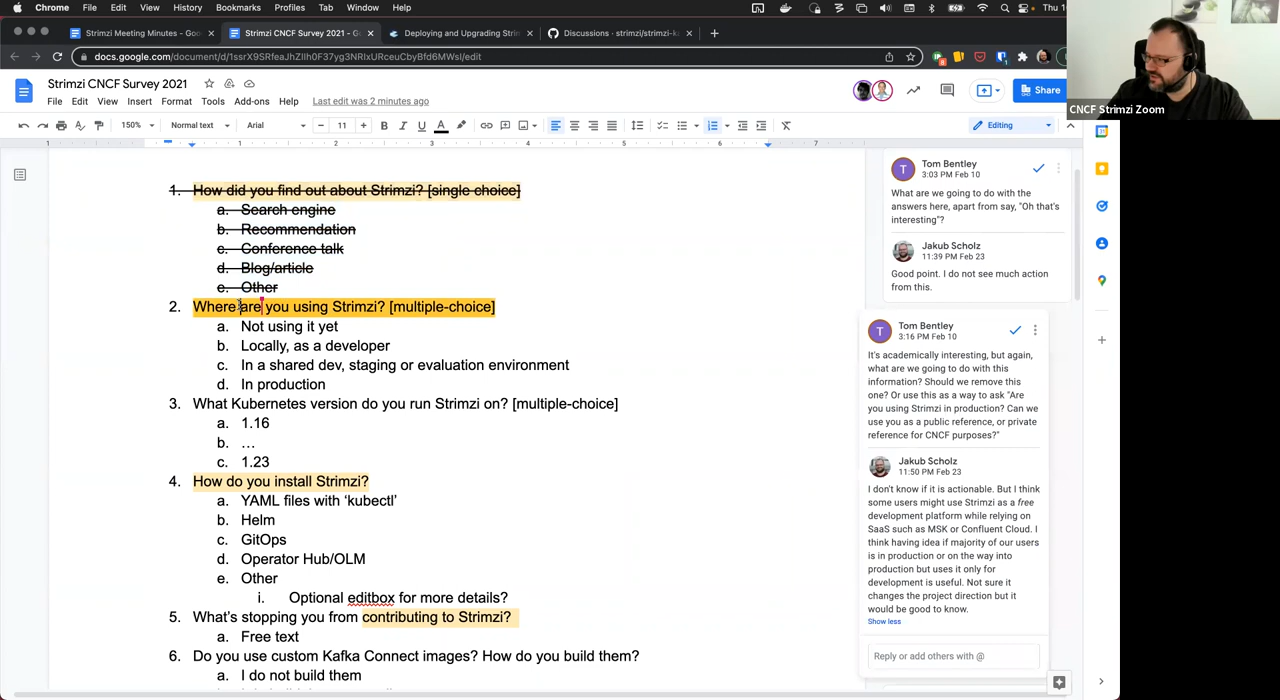 Chrome File Edit View History Bookmarks Profiles Tab Window Help Thu 1
Strimzi Meeting Minutes - Goo
Strimzi CNCF Survey 2021 - G
Deploying and Upgrading Strim
Discussions · strimzi/strimzi-k
docs.google.com/document/d/1ssrX9SRfeaJhZIlh0F37yg3NRlxURceuCbyBfd6MWsI/edit
CNCF Strimzi Zoom
Strimzi CNCF Survey 2021
File Edit View Insert Format Tools Add-ons Help Last edit was 2 minutes ago
Share
150% Normal text Arial 11 Editing
1 1 2 3 4 5 6 7
1. How did you find out about Strimzi? [single choice]
a. Search engine
b. Recommendation
c. Conference talk
d. Blog/article
e. Other
2. Where are you using Strimzi? [multiple-choice]
a. Not using it yet
b. Locally, as a developer
c. In a shared dev, staging or evaluation environment
d. In production
3. What Kubernetes version do you run Strimzi on? [multiple-choice]
a. 1.16
b. …
c. 1.23
4. How do you install Strimzi?
a. YAML files with ‘kubectl’
b. Helm
c. GitOps
d. Operator Hub/OLM
e. Other
i. Optional editbox for more details?
5. What’s stopping you from contributing to Strimzi?
a. Free text
6. Do you use custom Kafka Connect images? How do you build them?
a. I do not build them
T
Tom Bentley
3:03 PM Feb 10
What are we going to do with the
answers here, apart from say, "Oh that's
interesting"?
Jakub Scholz
11:39 PM Feb 23
Good point. I do not see much action
from this.
T
Tom Bentley
3:16 PM Feb 10
It's academically interesting, but again,
what are we going to do with this
information? Should we remove this
one? Or use this as a way to ask "Are
you using Strimzi in production? Can we
use you as a public reference, or private
reference for CNCF purposes?"
Jakub Scholz
11:50 PM Feb 23
I don't know if it is actionable. But I think
some users might use Strimzi as a free
development platform while relying on
SaaS such as MSK or Confluent Cloud. I
think having idea if majority of our users
is in production or on the way into
production but uses it only for
development is useful. Not sure it
changes the project direction but it
would be good to know.
Show less
Reply or add others with @